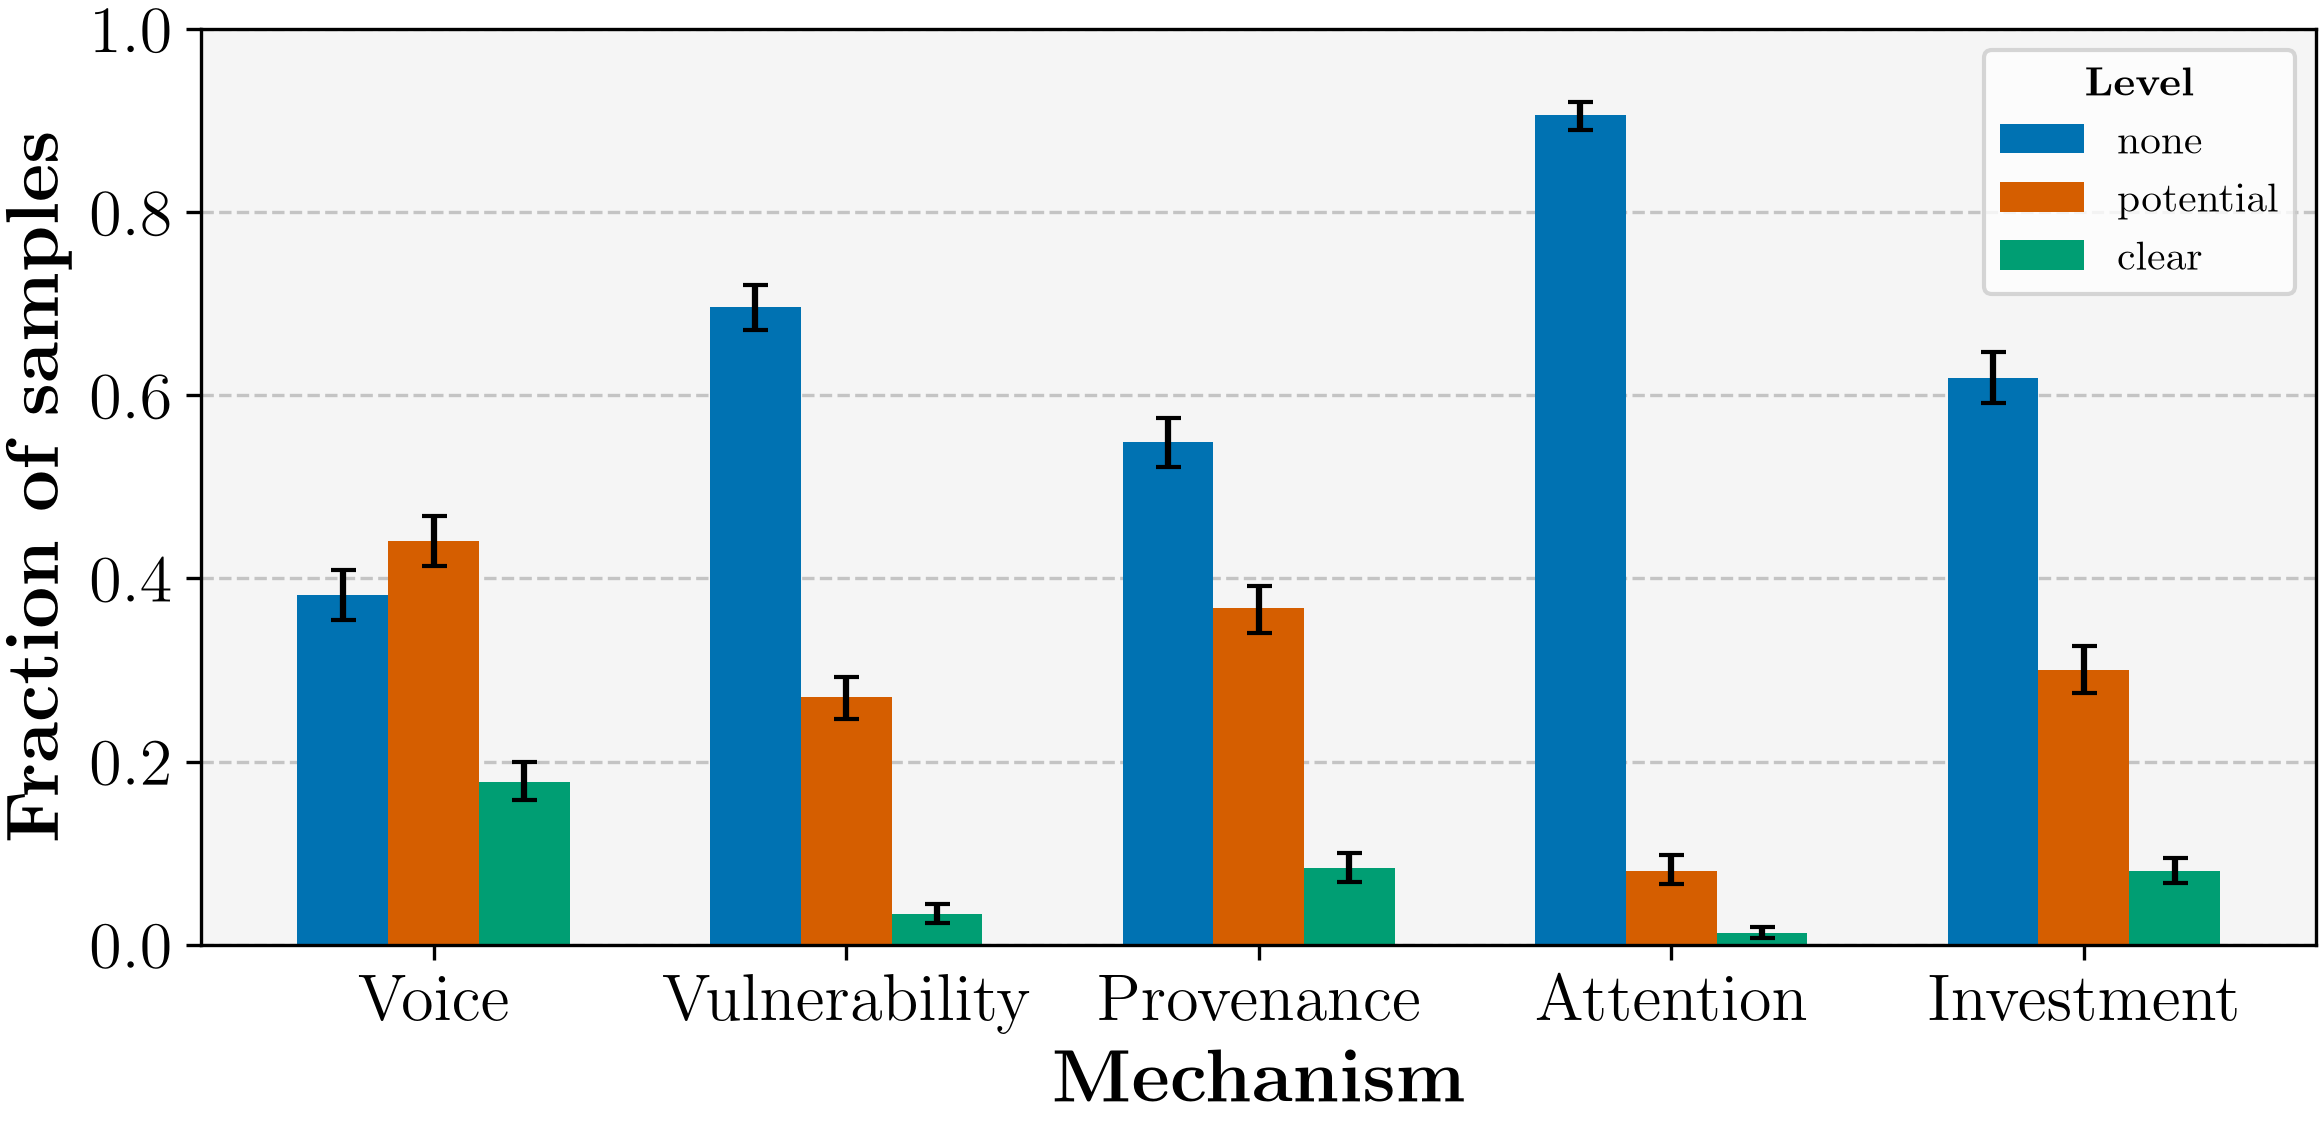 Fraction of samples
1.0
0.8
0.6
0.4
0.2
0.0
Level
none
potential
clear
Voice Vulnerability Provenance Attention Investment
Mechanism